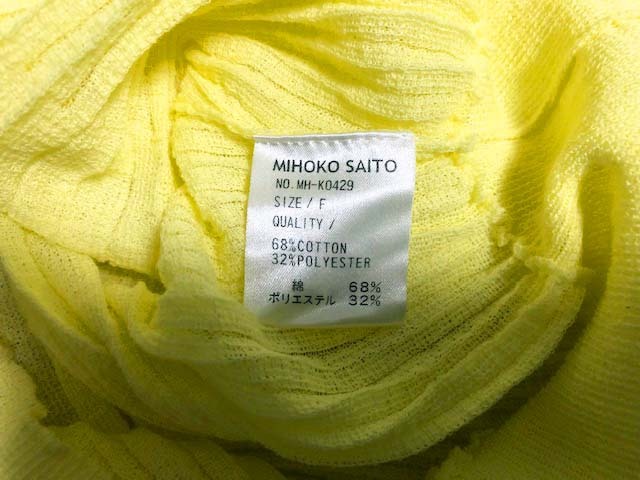 MIHOKO SAITO
NO.MH-K0429
SIZE / F
QUALITY /
68%COTTON
32%POLYESTER
綿 68%
ポリエステル 32%